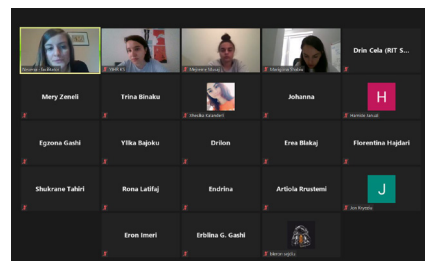 Drin Cela (RIT S...
Mery Zeneli
Trina Binaku
Johanna
H
Egzona Gashi
Yllka Bajoku
Drilon
Erea Blakaj
Florentina Hajdari
Shukrane Tahiri
Rona Latifaj
Endrina
Artiola Rrustemi
J
Eron Imeri
Erblina G. Gashi